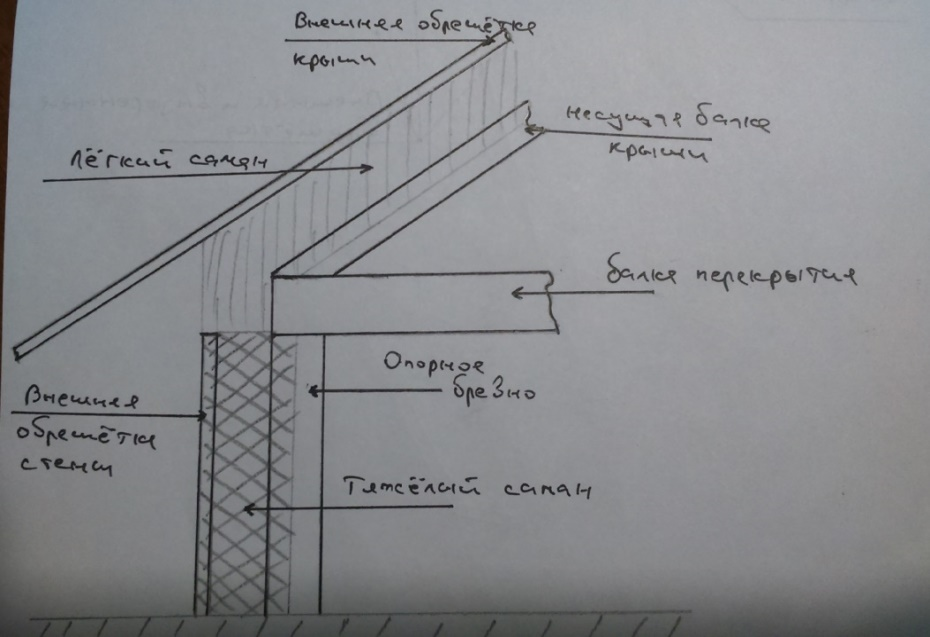 Внешняя обрешётка
крыши
несущая балка
крыши
Лёгкий саман
балка перекрытия
Опорное
бревно
Внешняя
обрешётка
стены
Тяжёлый саман